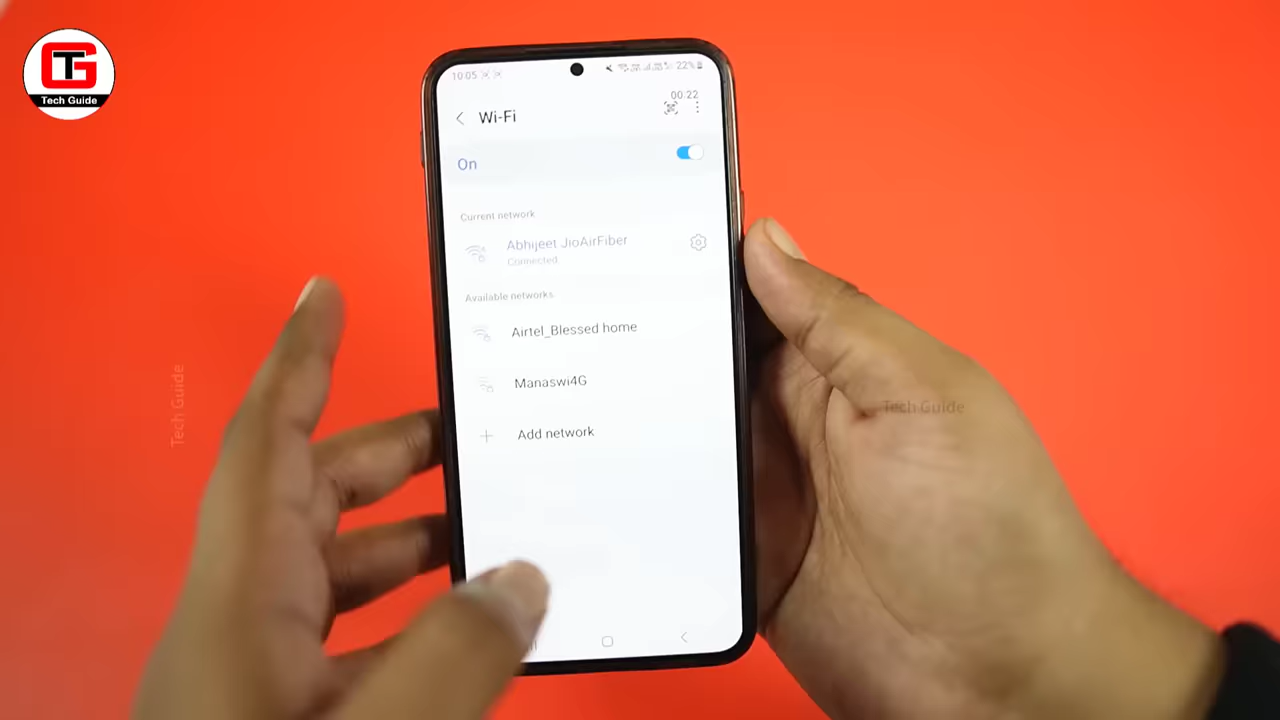 TG
Tech Guide
10:05
22%
00:22
Wi-Fi
On
Current network
Abhijeet JioAirFiber
Connected
Available networks
Airtel_Blessed home
Manaswi4G
Add network
Tech Guide
Tech Guide